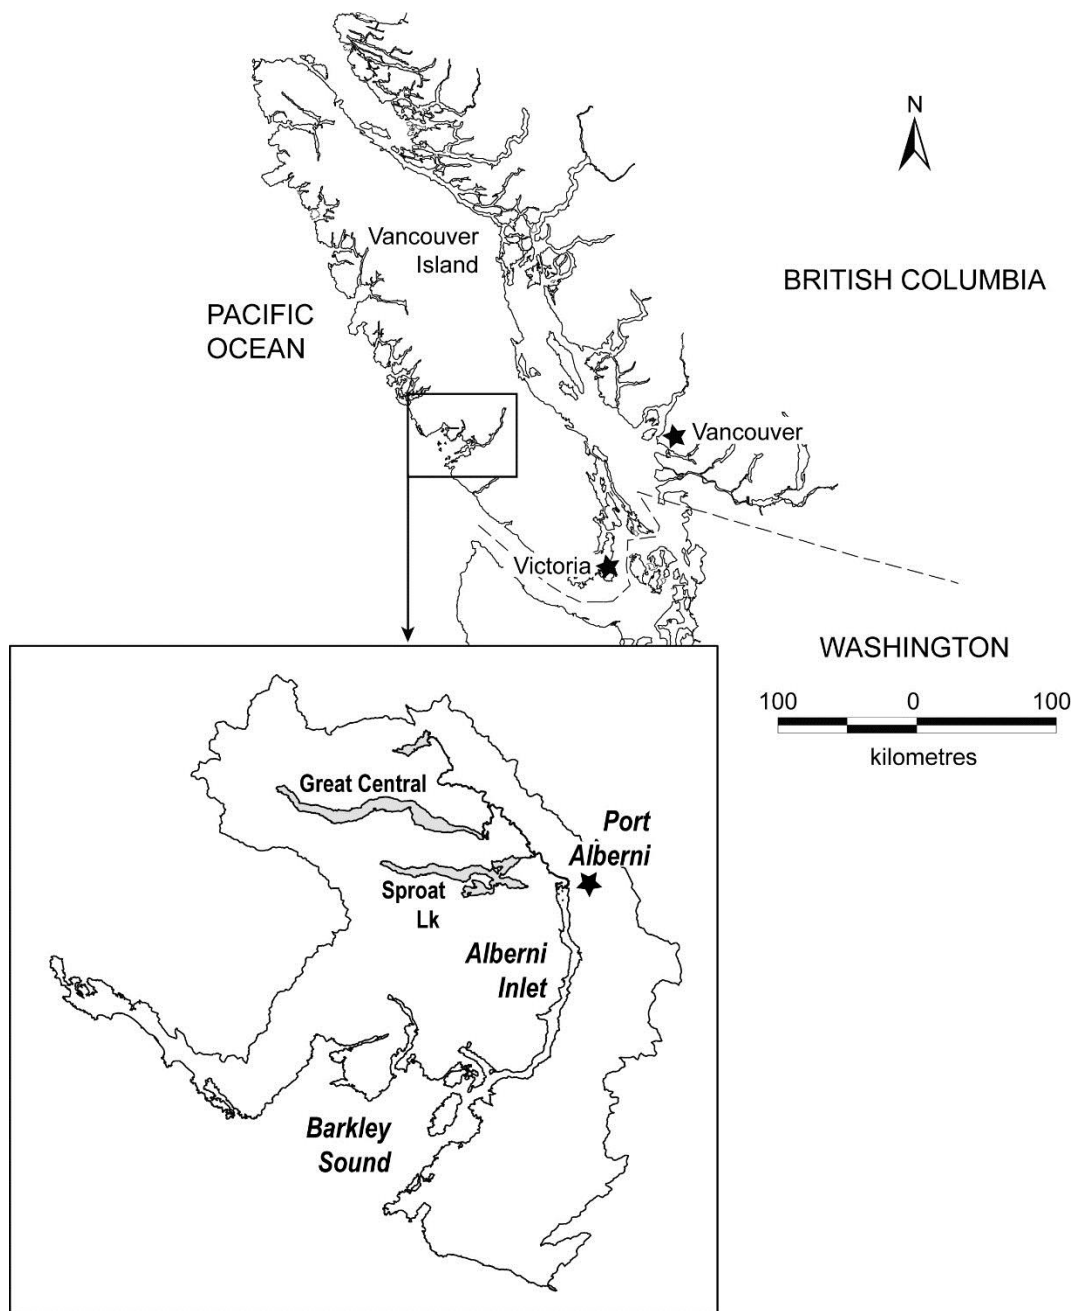 N
Vancouver
Island
BRITISH COLUMBIA
PACIFIC
OCEAN
Vancouver
Victoria
WASHINGTON
100 0 100
kilometres
Great Central
Port
Alberni
Sproat
Lk
Alberni
Inlet
Barkley
Sound